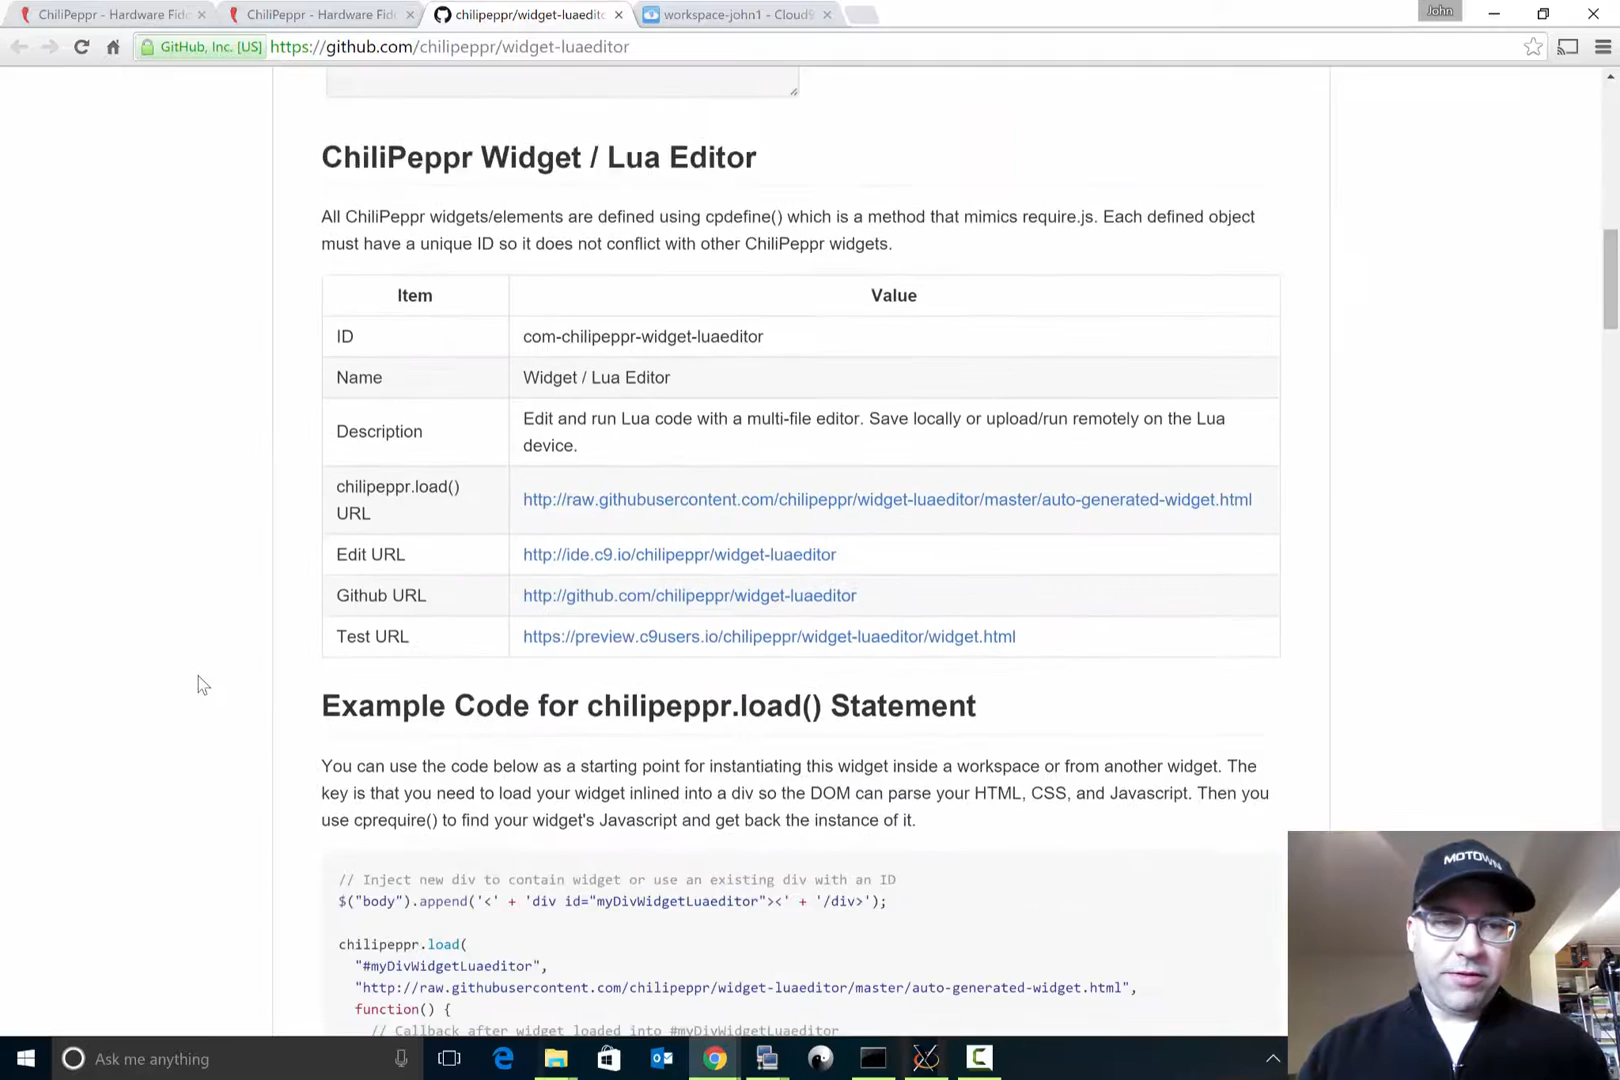 ChiliPeppr - Hardware Fid
ChiliPeppr - Hardware Fid
chilipeppr/widget-luaedito
workspace-john1 - Cloud9
John
GitHub, Inc. [US]
https://github.com/chilipeppr/widget-luaeditor
ChiliPeppr Widget / Lua Editor
All ChiliPeppr widgets/elements are defined using cpdefine() which is a method that mimics require.js. Each defined object
must have a unique ID so it does not conflict with other ChiliPeppr widgets.
Item
Value
ID
com-chilipeppr-widget-luaeditor
Name
Widget / Lua Editor
Description
Edit and run Lua code with a multi-file editor. Save locally or upload/run remotely on the Lua
device.
chilipeppr.load()
URL
http://raw.githubusercontent.com/chilipeppr/widget-luaeditor/master/auto-generated-widget.html
Edit URL
http://ide.c9.io/chilipeppr/widget-luaeditor
Github URL
http://github.com/chilipeppr/widget-luaeditor
Test URL
https://preview.c9users.io/chilipeppr/widget-luaeditor/widget.html
Example Code for chilipeppr.load() Statement
You can use the code below as a starting point for instantiating this widget inside a workspace or from another widget. The
key is that you need to load your widget inlined into a div so the DOM can parse your HTML, CSS, and Javascript. Then you
use cprequire() to find your widget's Javascript and get back the instance of it.
// Inject new div to contain widget or use an existing div with an ID
$("body").append('<' + 'div id="myDivWidgetLuaeditor"><' + '/div>');
chilipeppr.load(
"#myDivWidgetLuaeditor",
"http://raw.githubusercontent.com/chilipeppr/widget-luaeditor/master/auto-generated-widget.html",
function() {
// Callback after widget loaded into #myDivWidgetLuaeditor
MOTOWN
Ask me anything